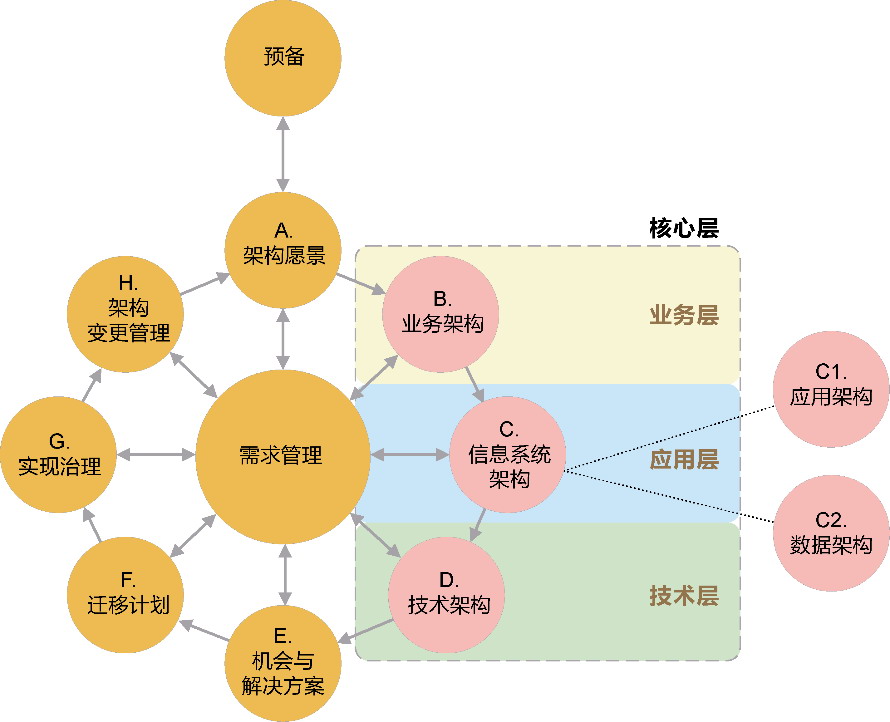 预备
A.
架构愿景
核心层
H.
架构
变更管理
B.
业务架构
业务层
C1.
应用架构
G.
实现治理
需求管理
C.
信息系统
架构
应用层
C2.
数据架构
F.
迁移计划
D.
技术架构
技术层
E.
机会与
解决方案